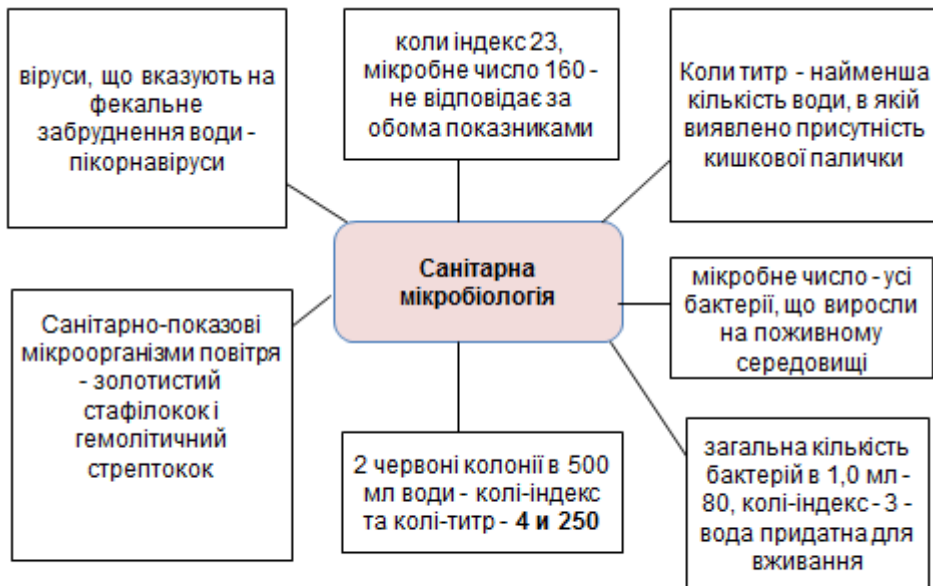 віруси, що вказують на
фекальне
забруднення води -
пікорнавіруси
коли індекс 23,
мікробне число 160 -
не відповідає за
обома показниками
Коли титр - найменша
кількість води, в якій
виявлено присутність
кишкової палички
Санітарна
мікробіологія
Санітарно-показові
мікроорганізми повітря
- золотистий
стафілокок і
гемолітичний
стрептокок
мікробне число - усі
бактерії, що виросли
на поживному
середовищі
2 червоні колонії в 500
мл води - колі-індекс
та колі-титр - 4 и 250
загальна кількість
бактерій в 1,0 мл -
80, колі-індекс - 3 -
вода придатна для
вживання